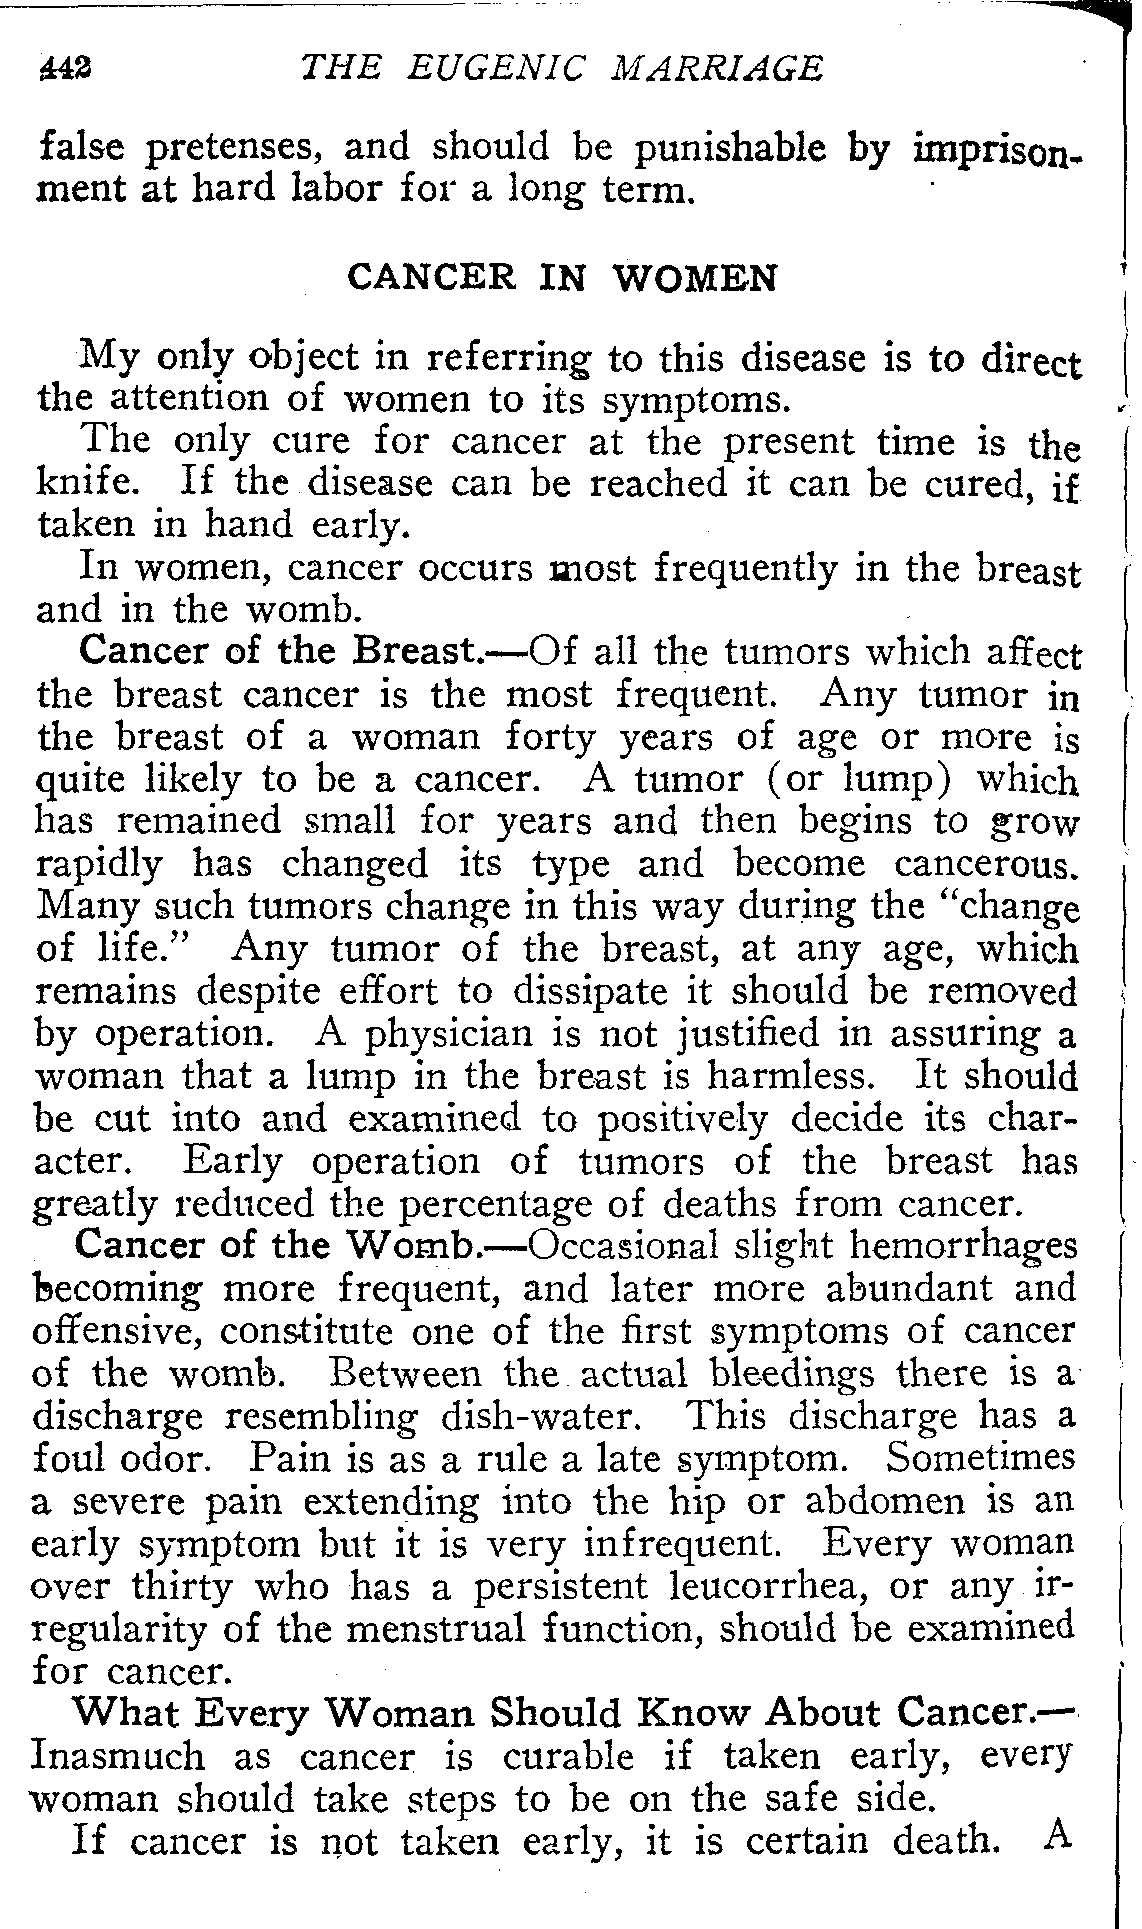 442 THE EUGENIC MARRIAGE
false pretenses, and should be punishable by imprison-
ment at hard labor for a long term.
CANCER IN WOMEN
My only object in referring to this disease is to direct
the attention of women to its symptoms.
The only cure for cancer at the present time is the
knife. If the disease can be reached it can be cured, if
taken in hand early.
In women, cancer occurs most frequently in the breast
and in the womb.
Cancer of the Breast.—Of all the tumors which affect
the breast cancer is the most frequent. Any tumor in
the breast of a woman forty years of age or more is
quite likely to be a cancer. A tumor (or lump) which
has remained small for years and then begins to grow
rapidly has changed its type and become cancerous.
Many such tumors change in this way during the "change
of life." Any tumor of the breast, at any age, which
remains despite effort to dissipate it should be removed
by operation. A physician is not justified in assuring a
woman that a lump in the breast is harmless. It should
be cut into and examined to positively decide its char-
acter. Early operation of tumors of the breast has
greatly reduced the percentage of deaths from cancer.
Cancer of the Womb.—Occasional slight hemorrhages
becoming more frequent, and later more abundant and
offensive, constitute one of the first symptoms of cancer
of the womb. Between the actual bleedings there is a
discharge resembling dish-water. This discharge has a
foul odor. Pain is as a rule a late symptom. Sometimes
a severe pain extending into the hip or abdomen is an
early symptom but it is very infrequent. Every woman
over thirty who has a persistent leucorrhea, or any ir-
regularity of the menstrual function, should be examined
for cancer.
What Every Woman Should Know About Cancer.—
Inasmuch as cancer is curable if taken early, every
woman should take steps to be on the safe side.
If cancer is not taken early, it is certain death. A